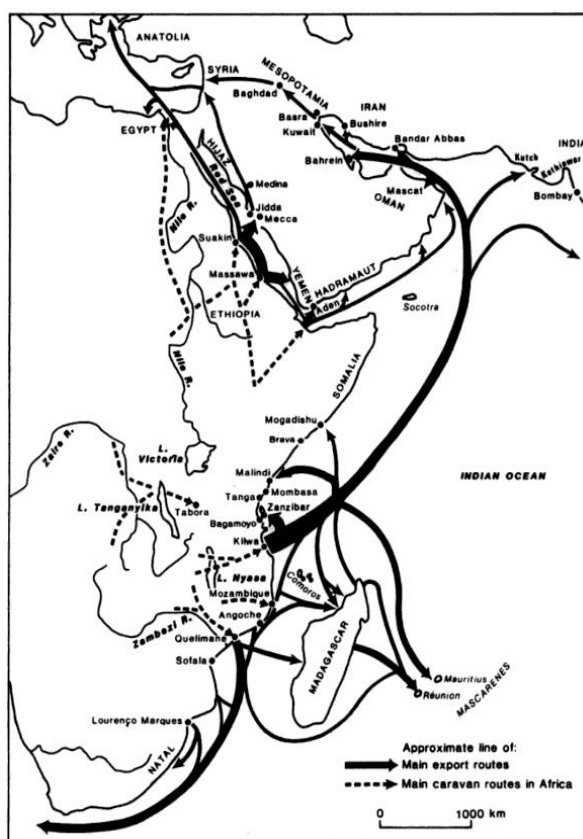 ANATOLIA
SYRIA
MESOPOTAMIA
Baghdad
IRAN
Basra
Bushire
Kuwait
Bandar Abbas
INDIA
EGYPT
HIJAZ
Bahrein
Kutch
Kathiawar
Red Sea
Medina
Mascat
OMAN
Bombay
Nile R.
Jidda
Mecca
Suakin
YEMEN
HADRAMAUT
Massawa
Aden
Socotra
ETHIOPIA
Nile R.
SOMALIA
Mogadishu
Zaire R.
Brava
L. Victoria
Malindi
INDIAN OCEAN
Mombasa
Tanga
L. Tanganyika
Tabora
Zanzibar
Bagamoyo
Kilwa
L. Nyasa
Comoros
Mozambique
Angoche
Zambezi R.
Quelimane
MADAGASCAR
Sofala
Mauritius
Réunion
MASCARENES
Lourenço Marques
NATAL
Approximate line of:
Main export routes
Main caravan routes in Africa
0 1000 km